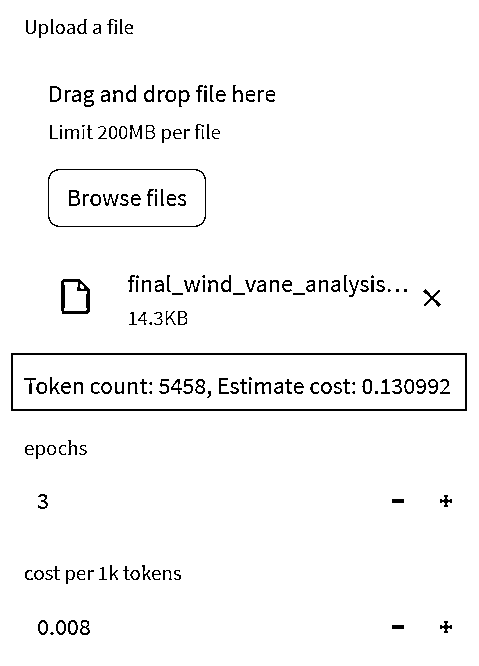 Upload a file
Drag and drop file here
Limit 200MB per file
Browse files
final_wind_vane_analysis...
14.3KB
Token count: 5458, Estimate cost: 0.130992
epochs
3
cost per 1k tokens
0.008